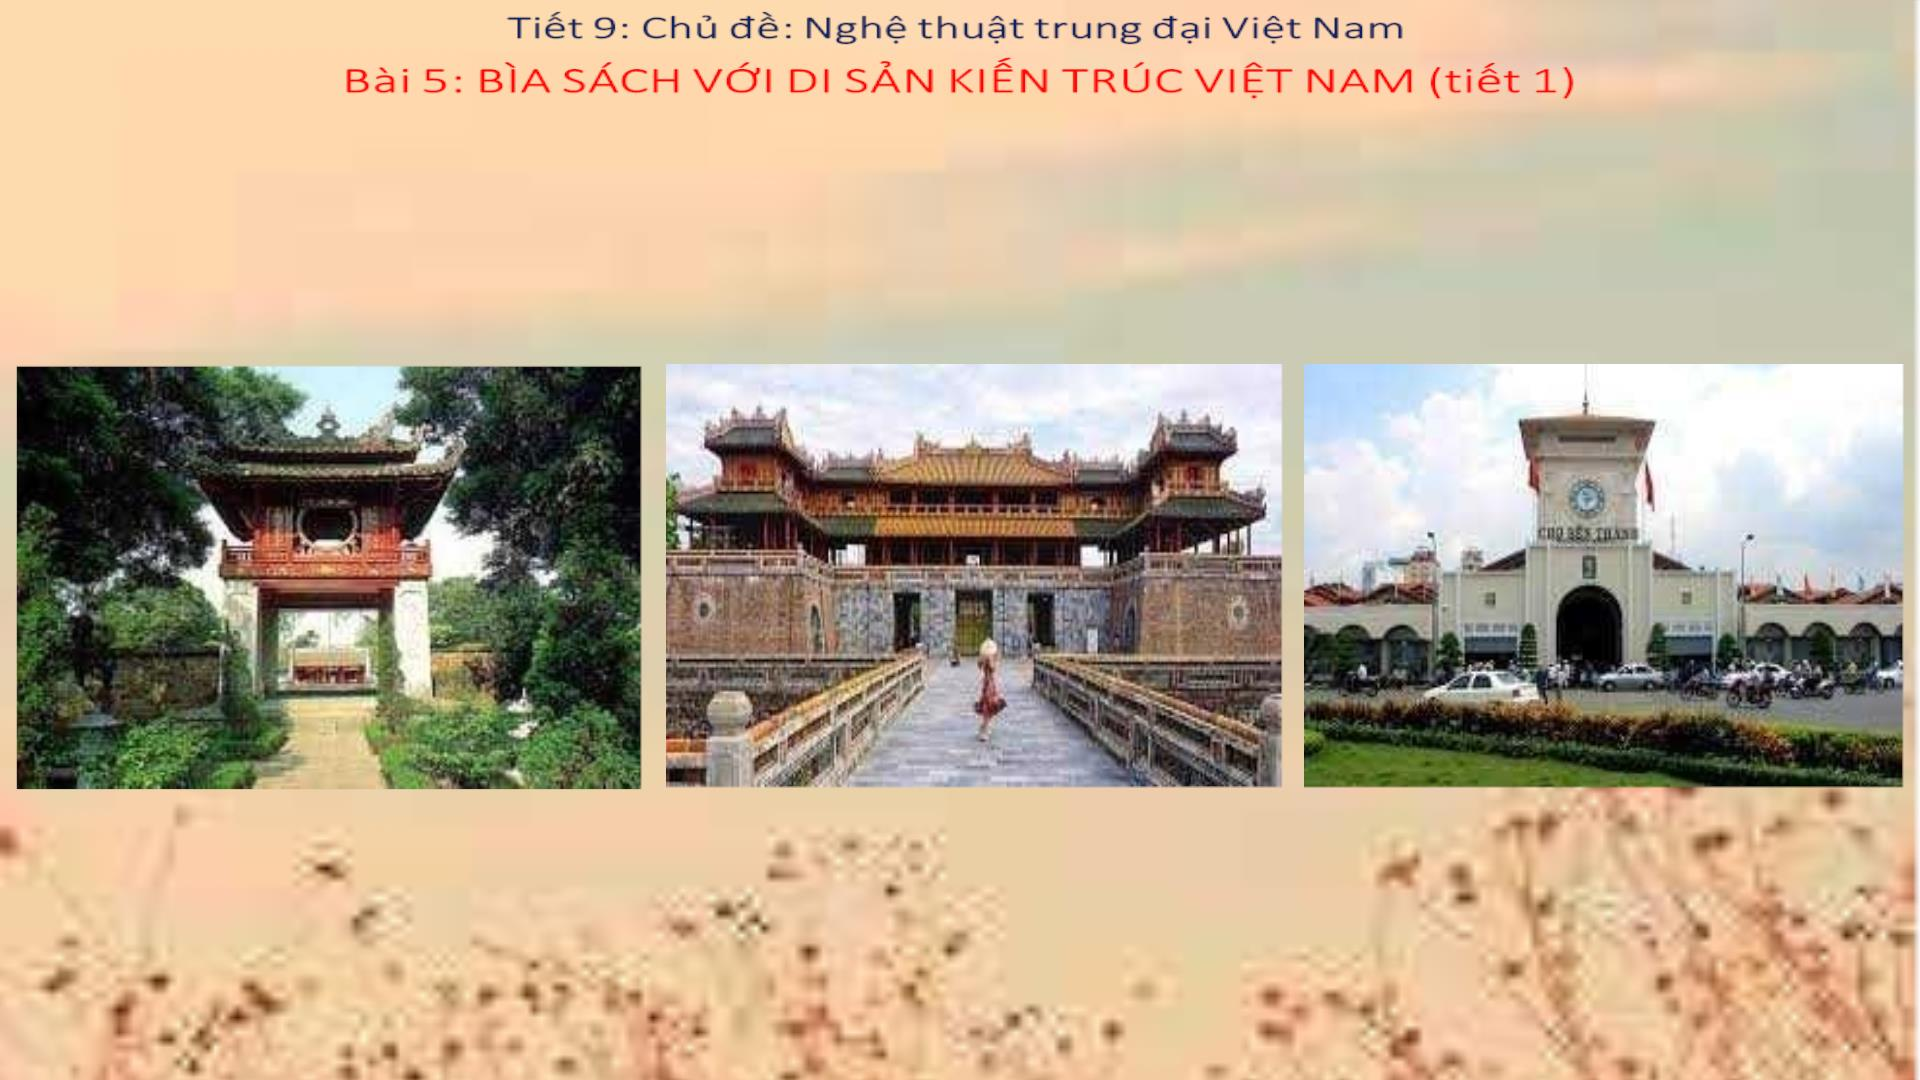 Tiết 9: Chủ đề: Nghệ thuật trung đại Việt Nam
Bài 5: BÌA SÁCH VỚI DI SẢN KIẾN TRÚC VIỆT NAM (tiết 1)
CHỢ BẾN THÀNH